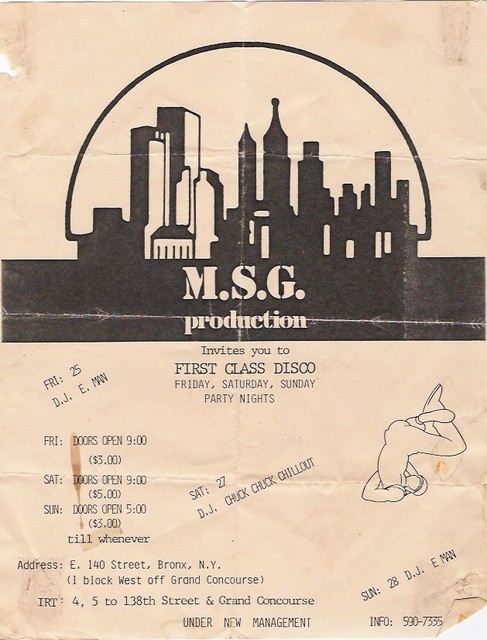 M.S.G.
production
Invites you to
FIRST CLASS DISCO
FRIDAY, SATURDAY, SUNDAY
PARTY NIGHTS
FRI: 25
D.J. E. MAN
FRI: DOORS OPEN 9:00
($3.00)
SAT: DOORS OPEN 9:00
($5.00)
SUN: DOORS OPEN 5:00
($3.00)
till whenever
SAT: 27
D.J. CHUCK CHUCK CHILLOUT
SUN: 28 D.J. E MAN
Address: E. 140 Street, Bronx, N.Y.
(1 block West off Grand Concourse)
IRT: 4, 5 to 138th Street & Grand Concourse
UNDER NEW MANAGEMENT
INFO: 590-7335